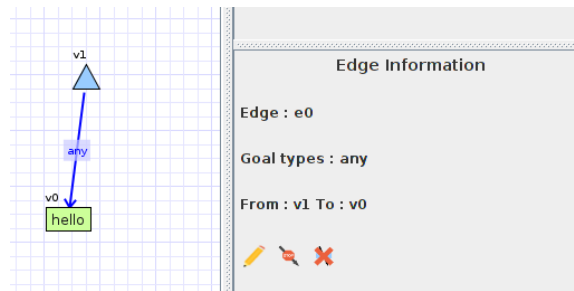 v1
any
v0
hello
Edge Information
Edge : e0
Goal types : any
From : v1 To : v0